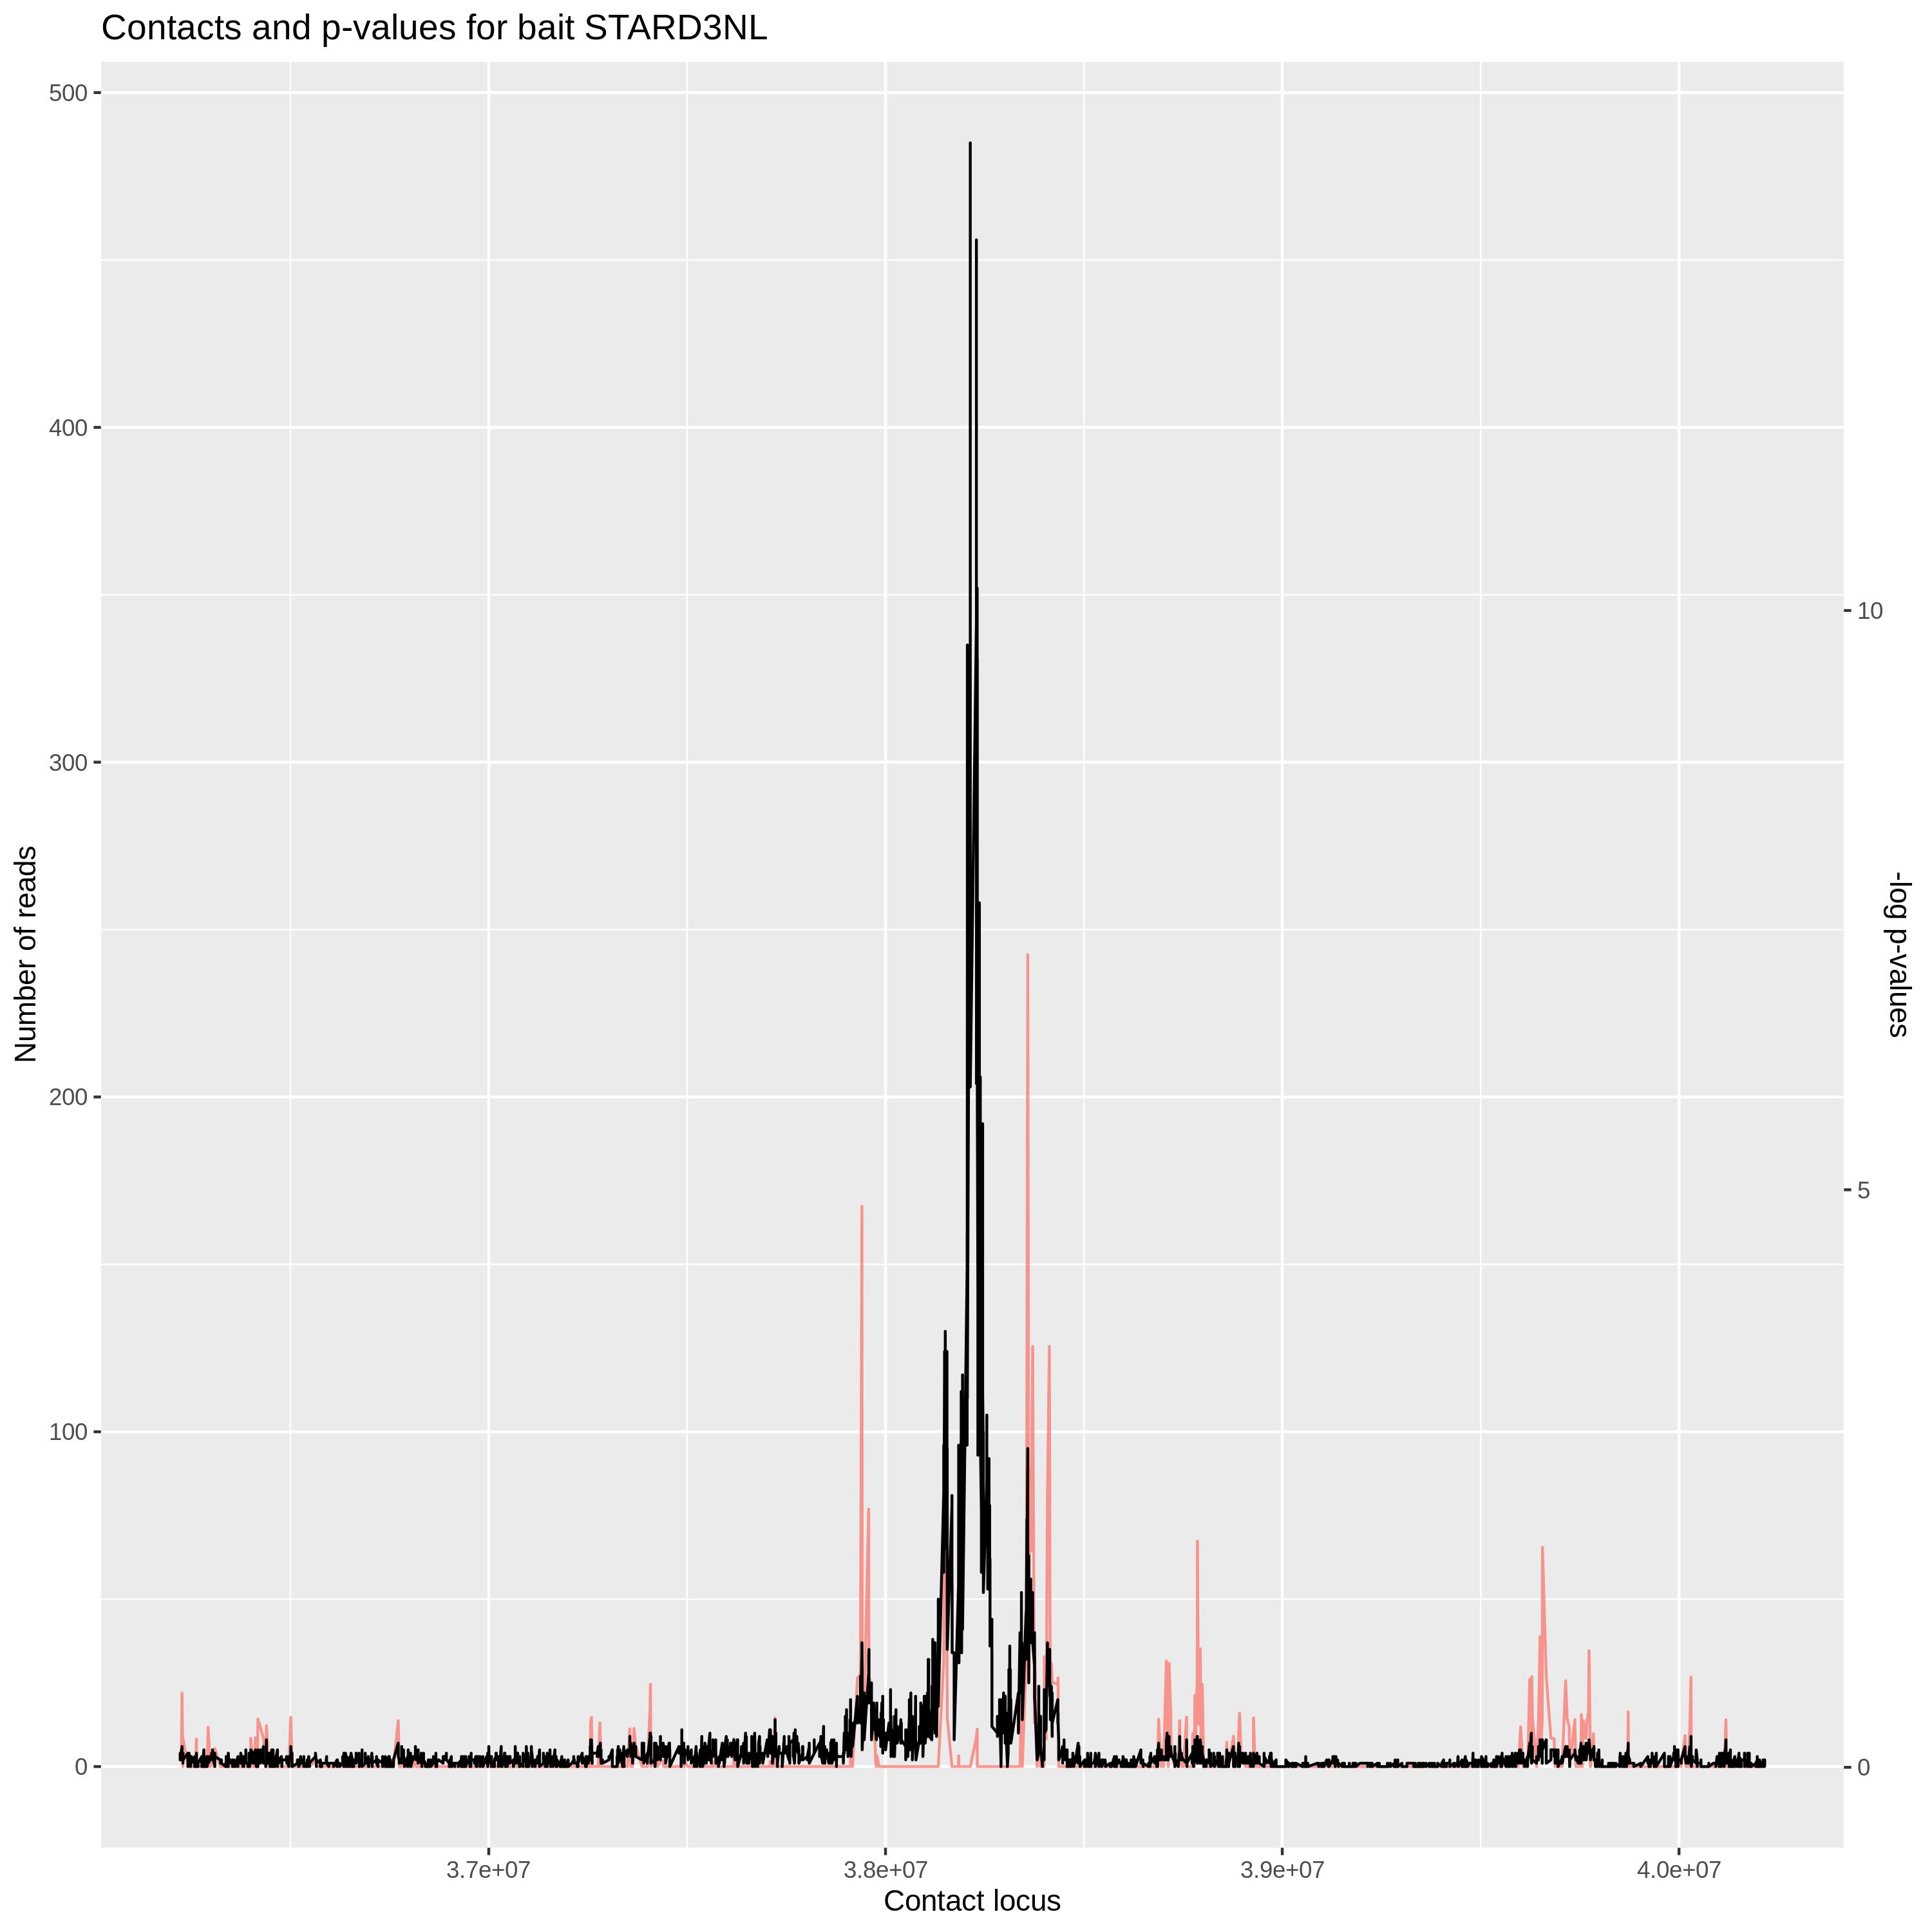 Contacts and p-values for bait STARD3NL
500
400
300
200
100
0
Number of reads
10
5
0
-log p-values
3.7e+07
3.8e+07
3.9e+07
4.0e+07
Contact locus